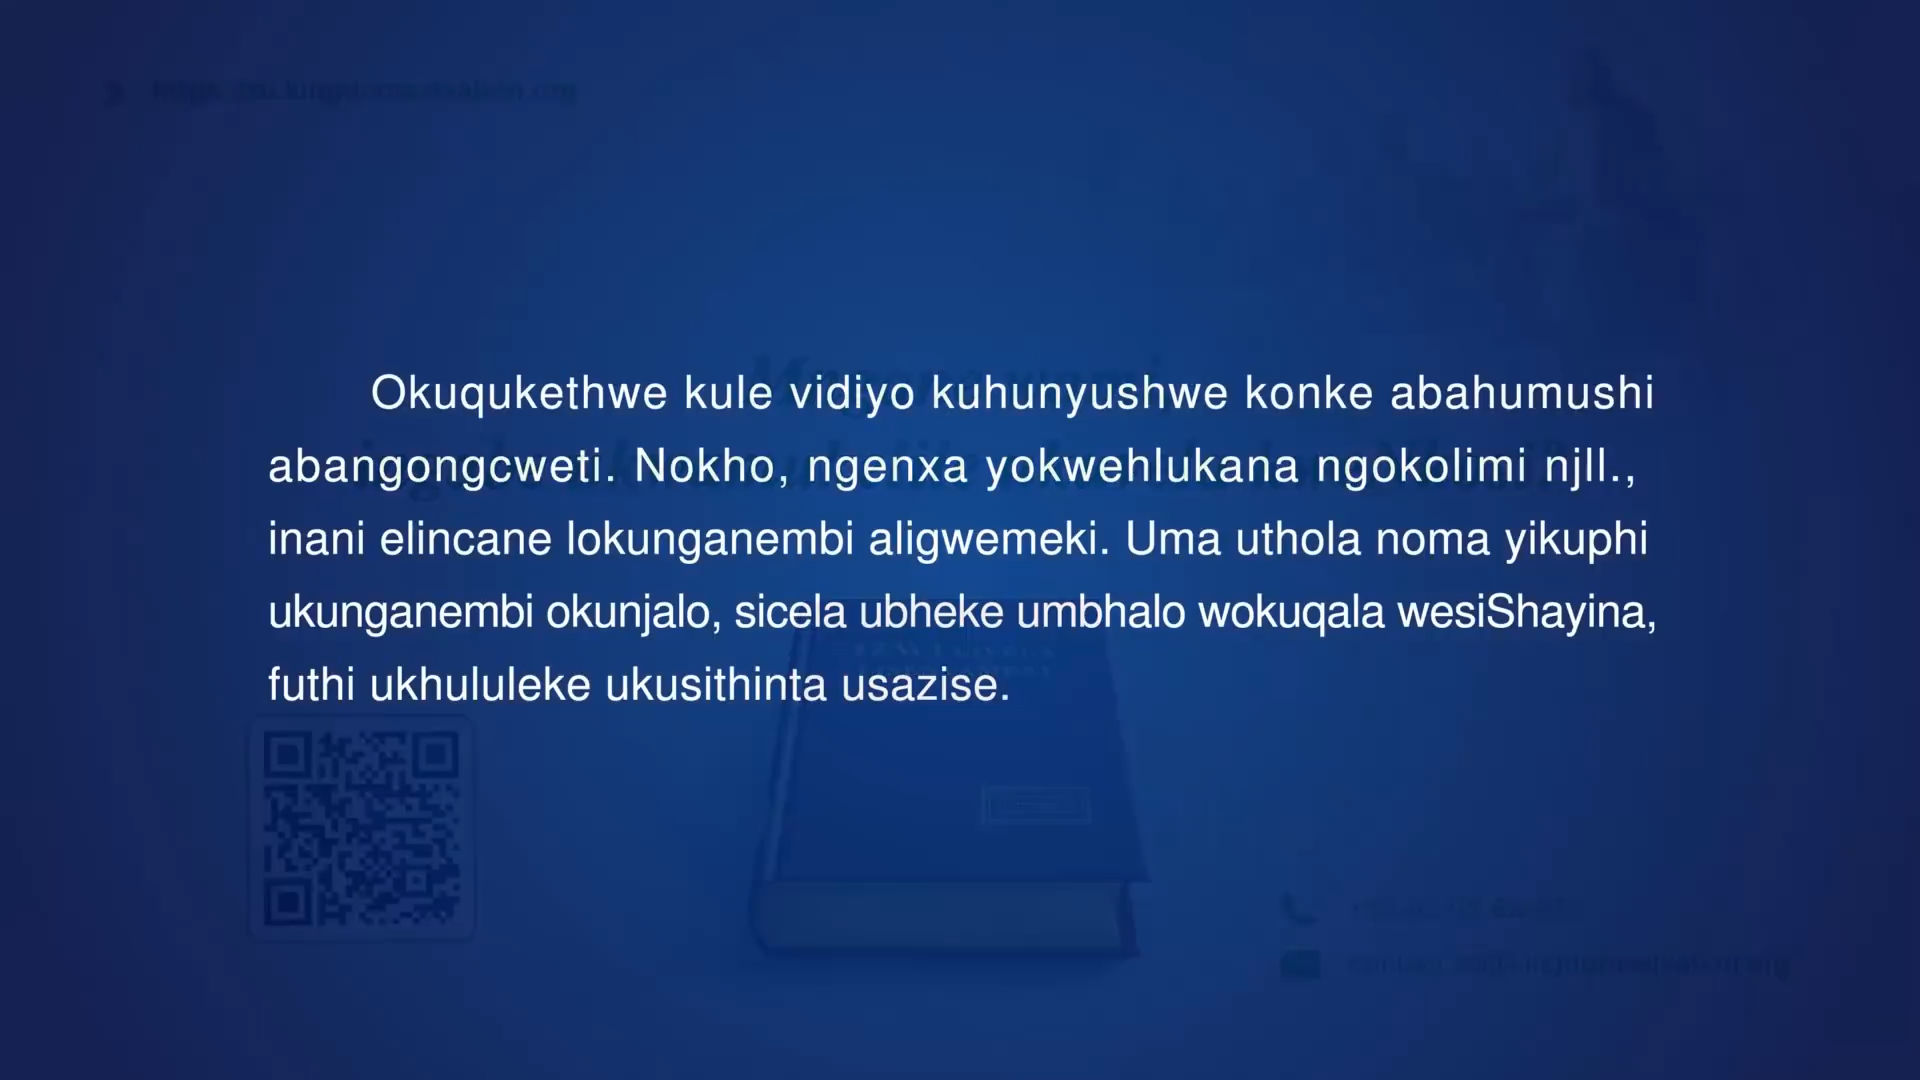 Okuqukethwe kule vidiyo kuhunyushwe konke abahumushi
abangongcweti. Nokho, ngenxa yokwehlukana ngokolimi njll.,
inani elincane lokunganembi aligwemeki. Uma uthola noma yikuphi
ukunganembi okunjalo, sicela ubheke umbhalo wokuqala wesiShayina,
futhi ukhululeke ukusithinta usazise.